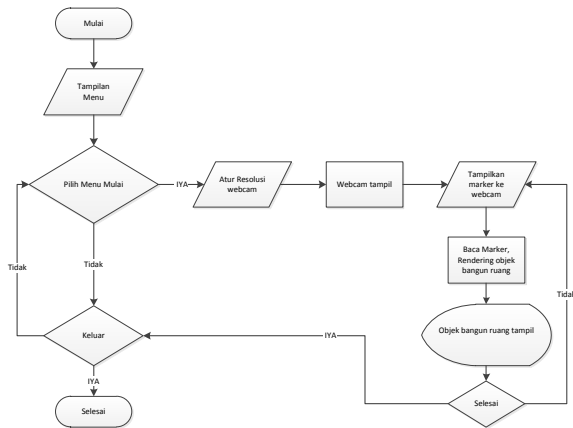 Mulai
Tampilan
Menu
Pilih Menu Mulai
IYA
Atur Resolusi
webcam
Webcam tampil
Tampilkan
marker ke
webcam
Baca Marker,
Rendering objek
bangun ruang
Tidak
Tidak
Tidak
Objek bangun ruang tampil
Keluar
IYA
IYA
Selesai
Selesai